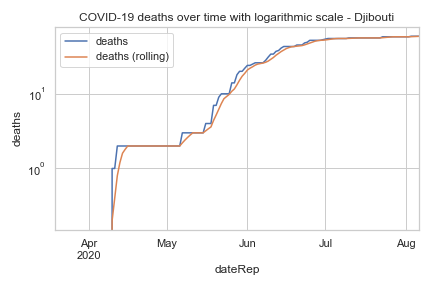 COVID-19 deaths over time with logarithmic scale - Djibouti
deaths
deaths (rolling)
10¹
10⁰
deaths
Apr
2020
May
Jun
Jul
Aug
dateRep